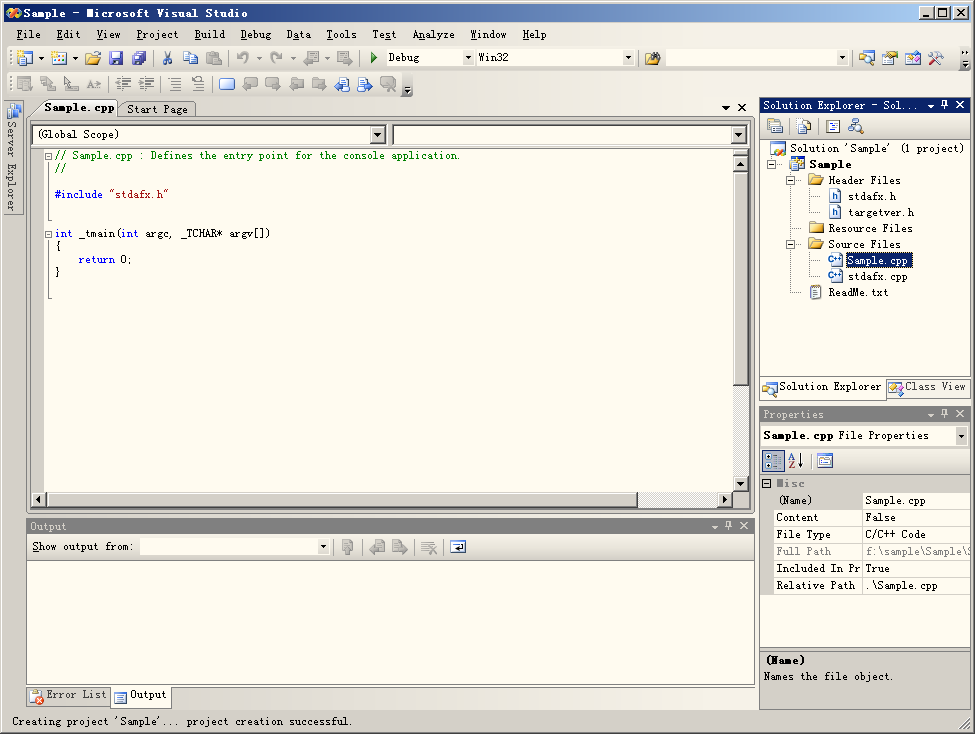 Sample - Microsoft Visual Studio
File Edit View Project Build Debug Data Tools Test Analyze Window Help
Debug Win32
Server Explorer
Sample.cpp Start Page
(Global Scope)
// Sample.cpp : Defines the entry point for the console application.
//
#include "stdafx.h"
int _tmain(int argc, _TCHAR* argv[])
{
return 0;
}
Output
Show output from:
Error List Output
Creating project 'Sample'... project creation successful.
Solution Explorer - Sol...
Solution 'Sample' (1 project)
Sample
Header Files
stdafx.h
targetver.h
Resource Files
Source Files
Sample.cpp
stdafx.cpp
ReadMe.txt
Solution Explorer Class View
Properties
Sample.cpp File Properties
Misc
(Name) Sample.cpp
Content False
File Type C/C++ Code
Full Path f:\sample\Sample\S
Included In Pr True
Relative Path .\Sample.cpp
(Name)
Names the file object.